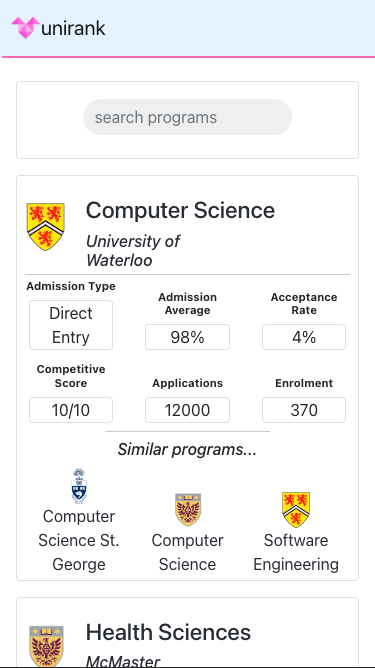 unirank
search programs
Computer Science
University of
Waterloo
Admission Type
Admission
Average
Acceptance
Rate
Direct
Entry
98%
4%
Competitive
Score
Applications
Enrolment
10/10
12000
370
Similar programs...
Computer
Science St.
George
Computer
Science
Software
Engineering
Health Sciences
McMaster